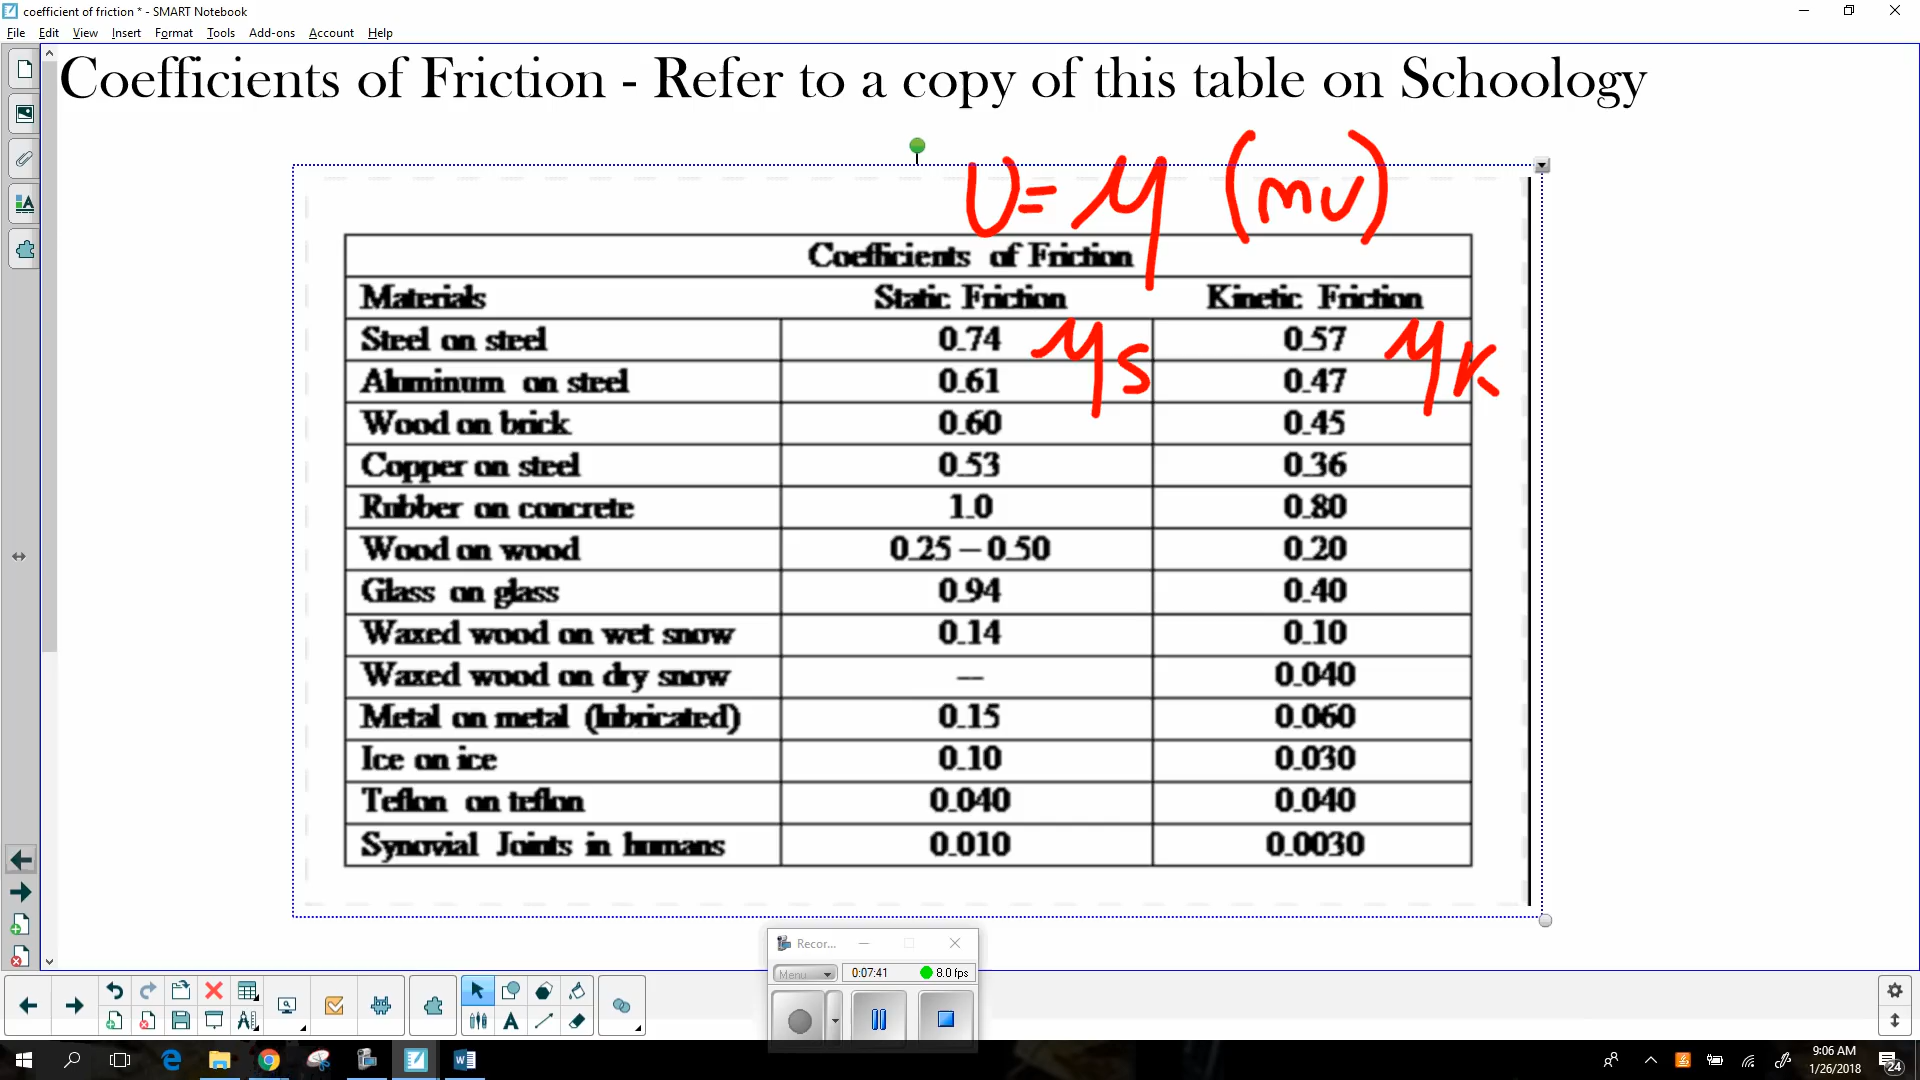 coefficient of friction * - SMART Notebook
File Edit View Insert Format Tools Add-ons Account Help
Coefficients of Friction - Refer to a copy of this table on Schoology
U = μ (mu)
Coefficients of Friction
Materials Static Friction Kinetic Friction
Steel on steel 0.74 μs 0.57 μk
Aluminum on steel 0.61 0.47
Wood on brick 0.60 0.45
Copper on steel 0.53 0.36
Rubber on concrete 1.0 0.80
Wood on wood 0.25 – 0.50 0.20
Glass on glass 0.94 0.40
Waxed wood on wet snow 0.14 0.10
Waxed wood on dry snow — 0.040
Metal on metal (lubricated) 0.15 0.060
Ice on ice 0.10 0.030
Teflon on teflon 0.040 0.040
Synovial Joints in humans 0.010 0.0030
Recor...
Menu 0:07:41 8.0 fps
9:06 AM
1/26/2018
24